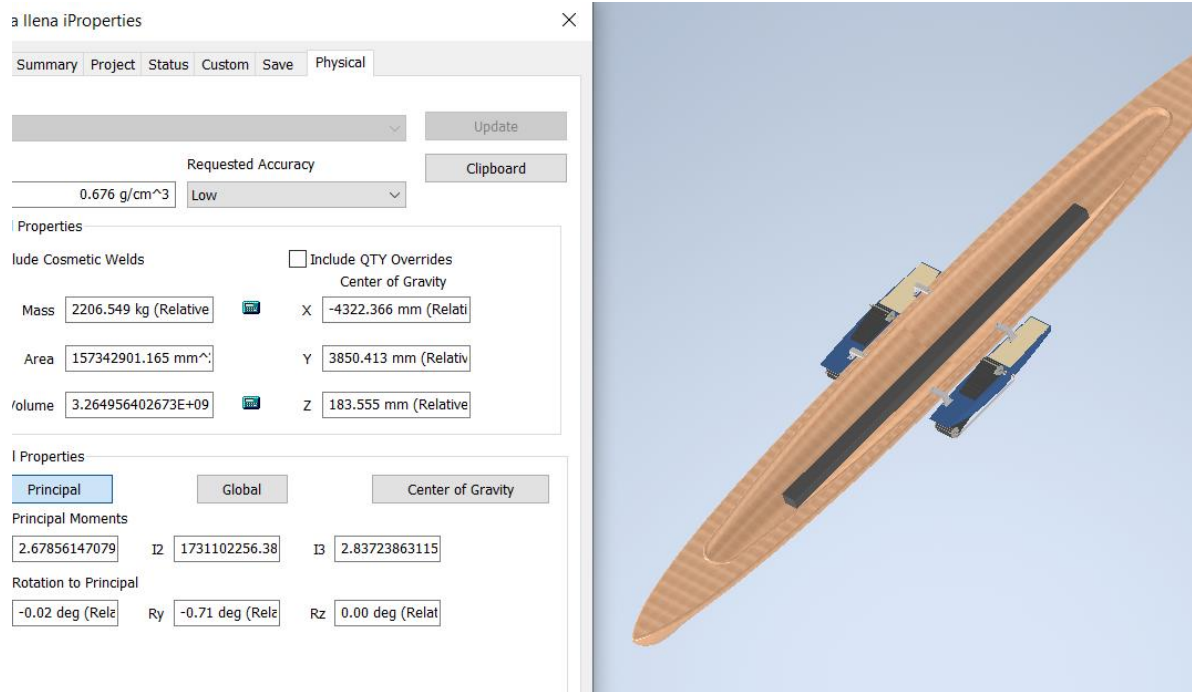 a Ilena iProperties
Summary Project Status Custom Save Physical
Update
Requested Accuracy
Clipboard
0.676 g/cm^3 Low
Properties
lude Cosmetic Welds Include QTY Overrides
Center of Gravity
Mass 2206.549 kg (Relative X -4322.366 mm (Relati
Area 157342901.165 mm^2 Y 3850.413 mm (Relativ
olume 3.264956402673E+09 Z 183.555 mm (Relative
l Properties
Principal Global Center of Gravity
Principal Moments
2.67856147079 I2 1731102256.38 I3 2.83723863115
Rotation to Principal
-0.02 deg (Rela Ry -0.71 deg (Rela Rz 0.00 deg (Relat